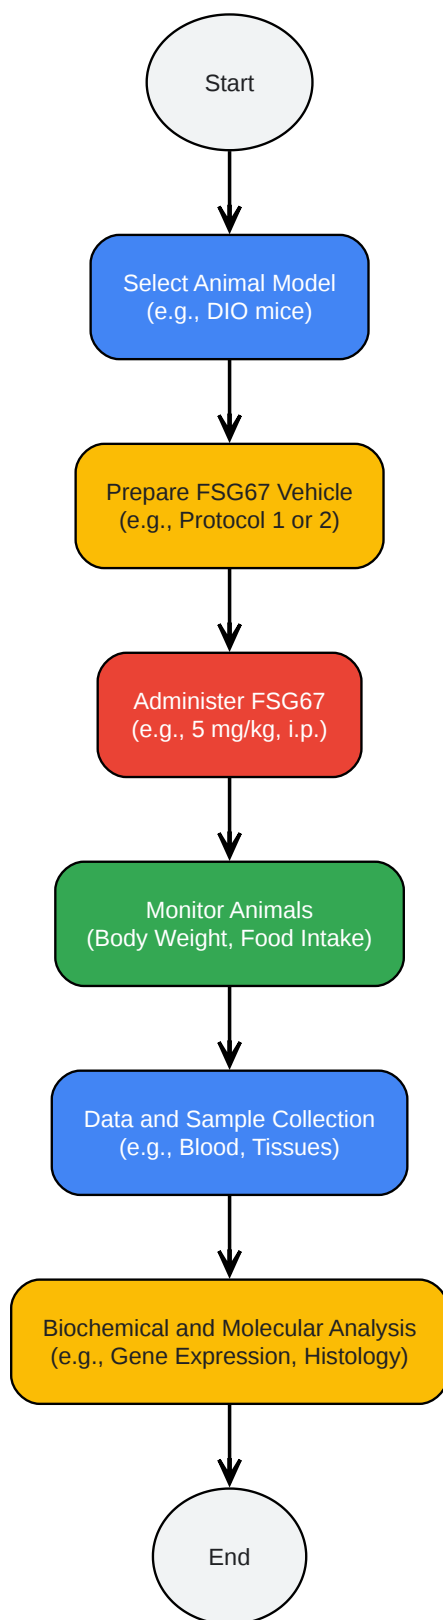 Start
Select Animal Model
(e.g., DIO mice)
Prepare FSG67 Vehicle
(e.g., Protocol 1 or 2)
Administer FSG67
(e.g., 5 mg/kg, i.p.)
Monitor Animals
(Body Weight, Food Intake)
Data and Sample Collection
(e.g., Blood, Tissues)
Biochemical and Molecular Analysis
(e.g., Gene Expression, Histology)
End